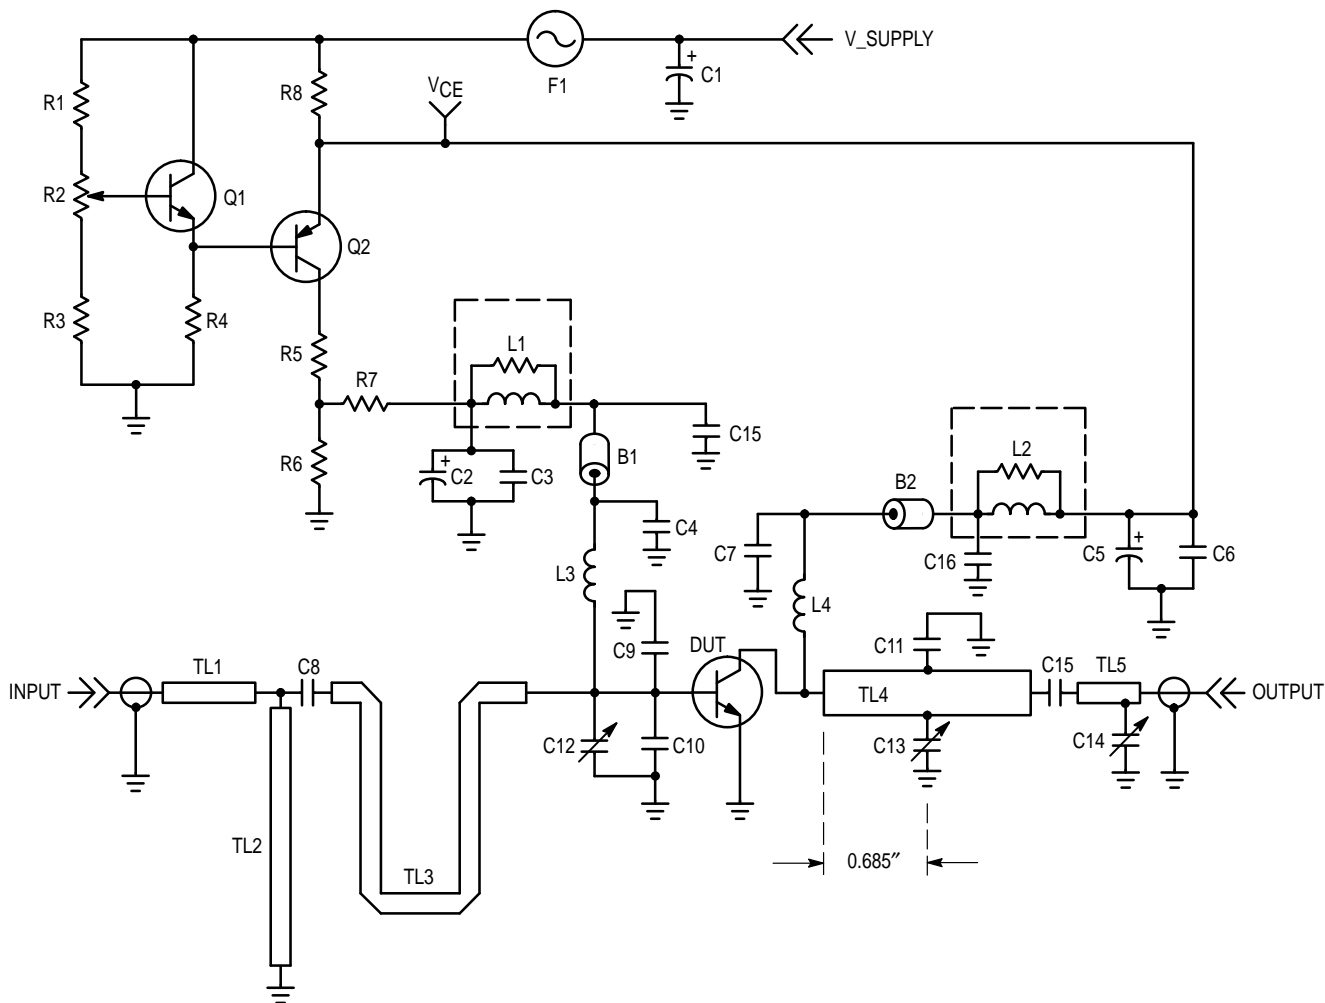 V_SUPPLY
F1
+
C1
R1
R8
VCE
R2
Q1
Q2
R3
R4
R5
L1
R7
R6
+
C2
C3
B1
C15
C4
L3
B2
L2
C7
C16
C5
+
C6
L4
C9
DUT
C11
INPUT
TL1
C8
TL4
C15
TL5
OUTPUT
C12
C10
C13
C14
TL2
TL3
0.685″